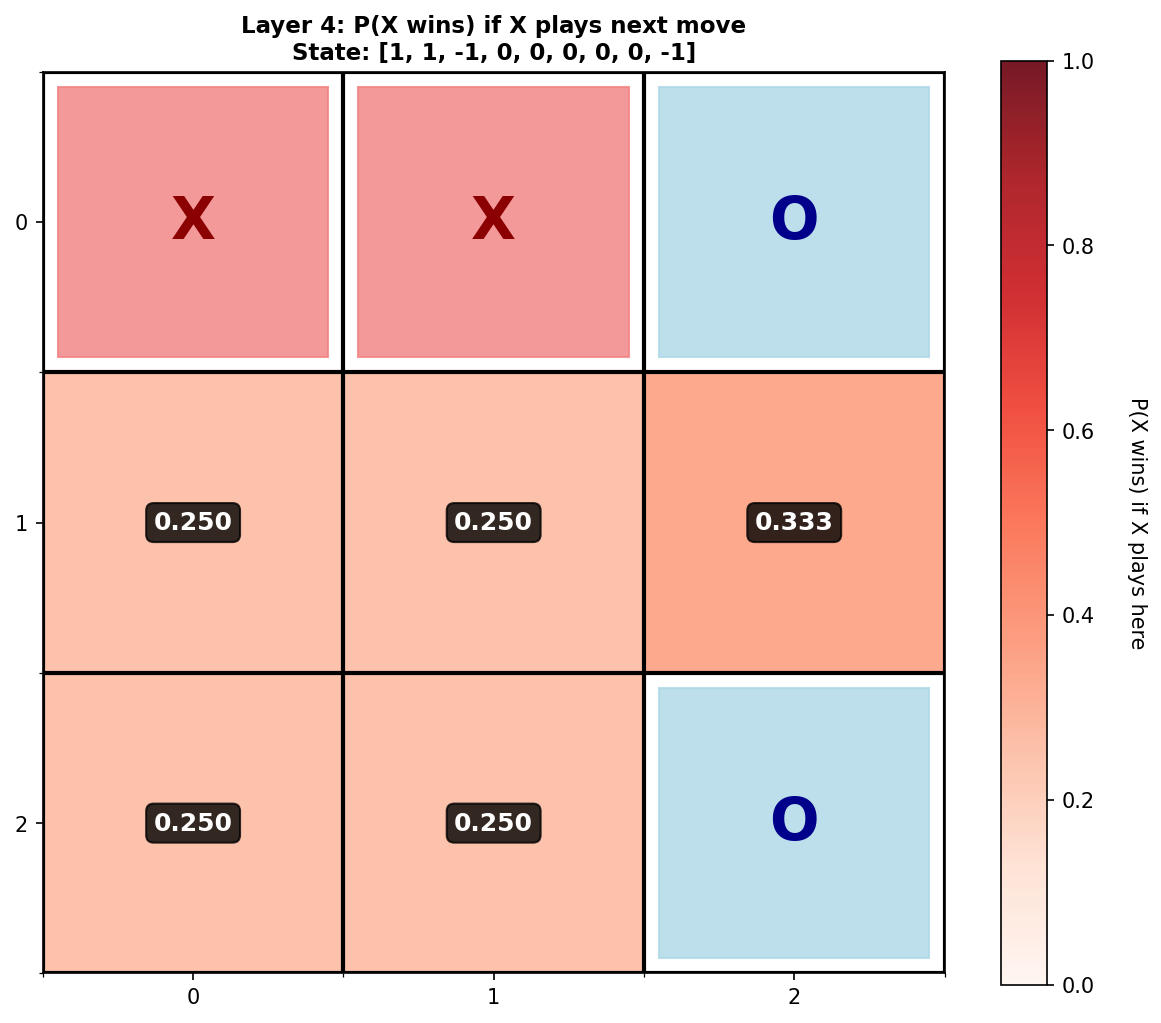 Layer 4: P(X wins) if X plays next move
State: [1, 1, -1, 0, 0, 0, 0, 0, -1]
X
X
O
0.250
0.250
0.333
0.250
0.250
O
0
1
2
0
1
2
1.0
0.8
0.6
0.4
0.2
0.0
P(X wins) if X plays here